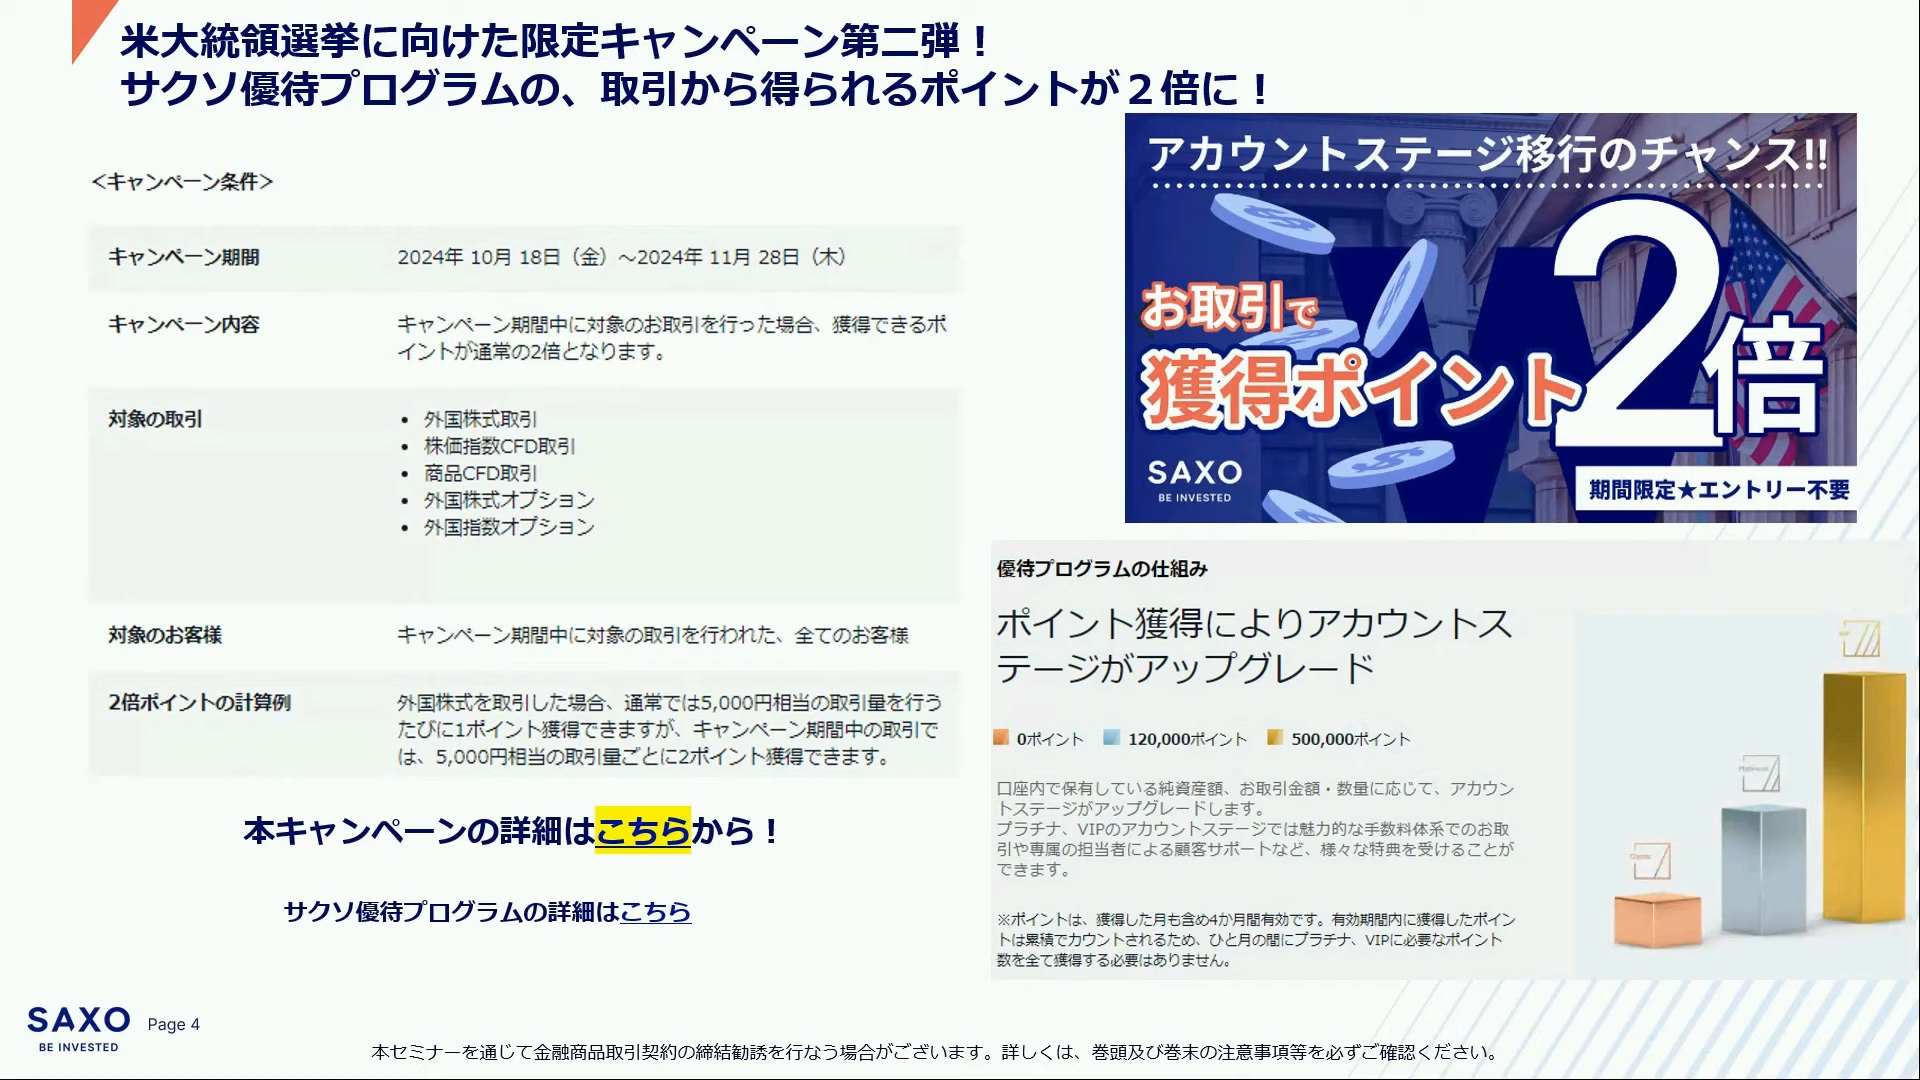 米大統領選挙に向けた限定キャンペーン第二弾！
サクソ優待プログラムの、取引から得られるポイントが２倍に！
<キャンペーン条件>
キャンペーン期間
2024年 10月 18日（金）～2024年 11月 28日（木）
キャンペーン内容
キャンペーン期間中に対象のお取引を行った場合、獲得できるポ
イントが通常の2倍となります。
対象の取引
• 外国株式取引
• 株価指数CFD取引
• 商品CFD取引
• 外国株式オプション
• 外国指数オプション
対象のお客様
キャンペーン期間中に対象の取引を行われた、全てのお客様
2倍ポイントの計算例
外国株式を取引した場合、通常では5,000円相当の取引量を行う
たびに1ポイント獲得できますが、キャンペーン期間中の取引で
は、5,000円相当の取引量ごとに2ポイント獲得できます。
本キャンペーンの詳細はこちらから！
サクソ優待プログラムの詳細はこちら
アカウントステージ移行のチャンス!!
お取引で
獲得ポイント2倍
SAXO
BE INVESTED
期間限定★エントリー不要
優待プログラムの仕組み
ポイント獲得によりアカウントス
テージがアップグレード
0ポイント 120,000ポイント 500,000ポイント
口座内で保有している純資産額、お取引金額・数量に応じて、アカウン
トステージがアップグレードします。
プラチナ、VIPのアカウントステージでは魅力的な手数料体系でのお取
引や専属の担当者による顧客サポートなど、様々な特典を受けることが
できます。
※ポイントは、獲得した月も含め4か月間有効です。有効期間内に獲得したポイン
トは累積でカウントされるため、ひと月の間にプラチナ、VIPに必要なポイント
数を全て獲得する必要はありません。
SAXO
BE INVESTED
Page 4
本セミナーを通じて金融商品取引契約の締結勧誘を行なう場合がございます。詳しくは、巻頭及び巻末の注意事項等を必ずご確認ください。